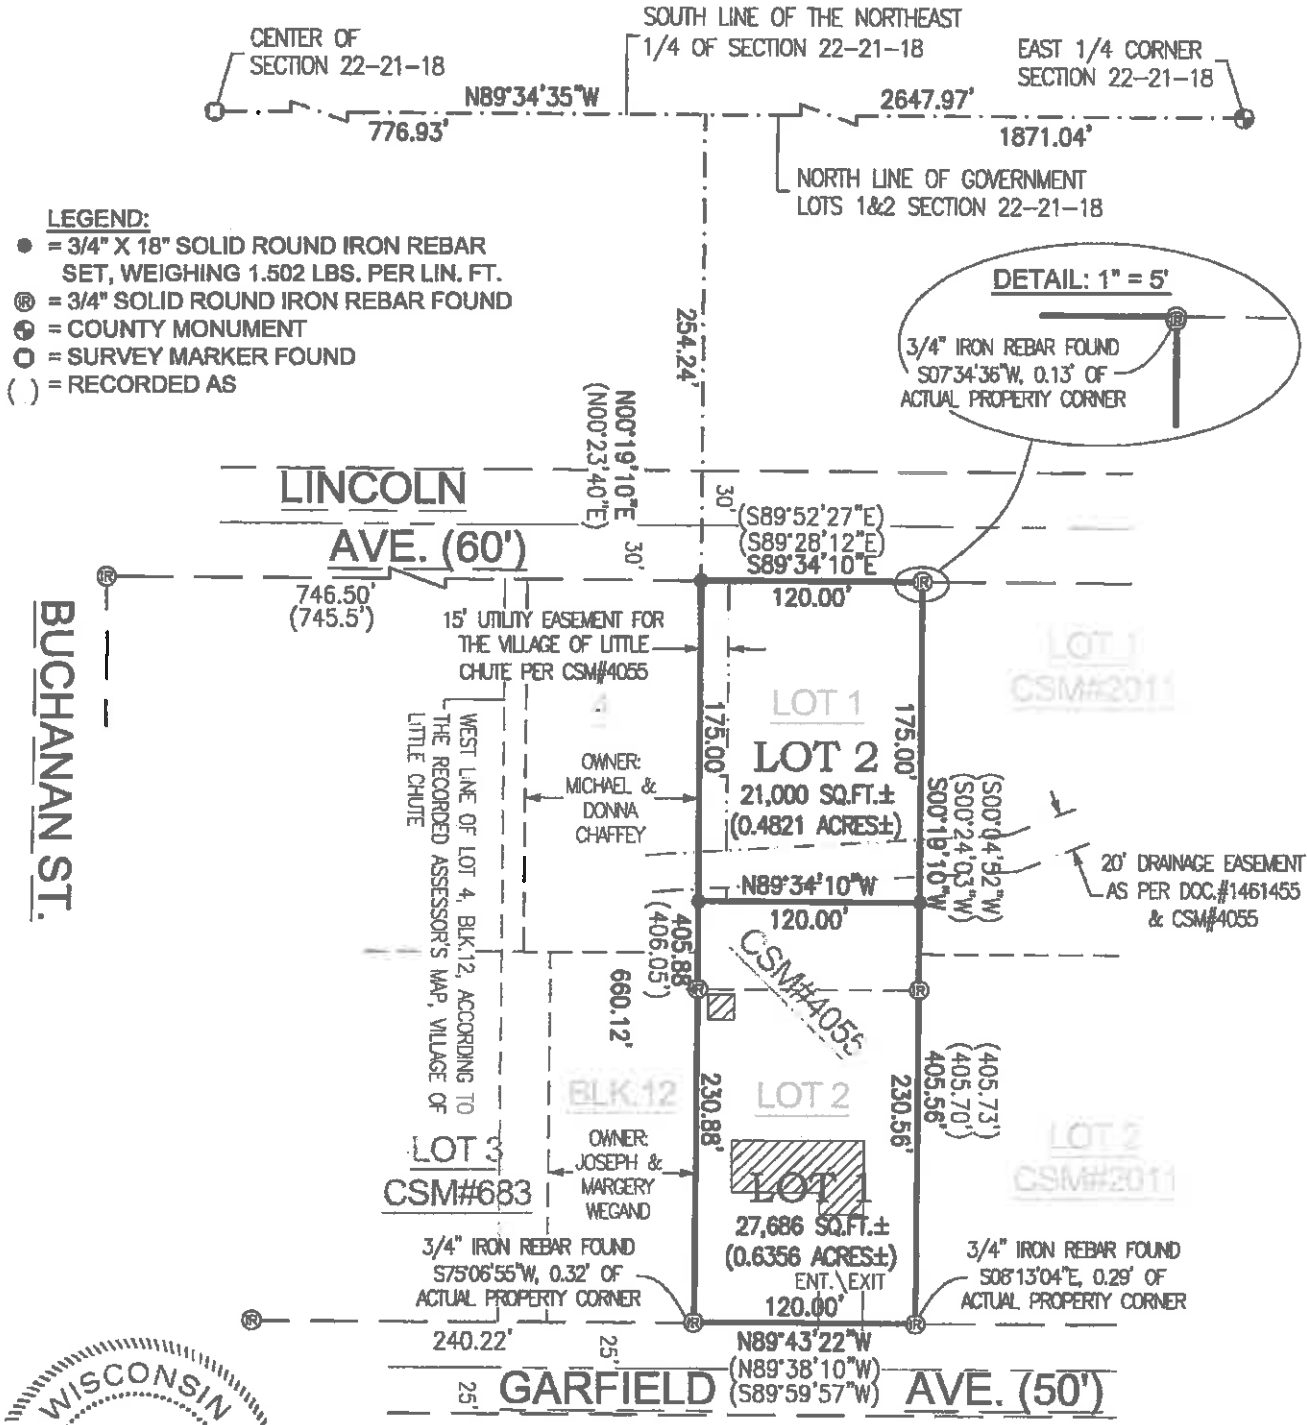 CENTER OF
SECTION 22-21-18
SOUTH LINE OF THE NORTHEAST
1/4 OF SECTION 22-21-18
EAST 1/4 CORNER
SECTION 22-21-18
N89°34'35"W
2647.97'
776.93'
1871.04'
NORTH LINE OF GOVERNMENT
LOTS 1&2 SECTION 22-21-18
LEGEND:
= 3/4" X 18" SOLID ROUND IRON REBAR
SET, WEIGHING 1.502 LBS. PER LIN. FT.
IR = 3/4" SOLID ROUND IRON REBAR FOUND
= COUNTY MONUMENT
= SURVEY MARKER FOUND
( ) = RECORDED AS
DETAIL: 1" = 5'
IR
3/4" IRON REBAR FOUND
S07°34'36"W, 0.13' OF
ACTUAL PROPERTY CORNER
254.24'
N00°19'10"E
(N00°23'40"E)
LINCOLN
AVE. (60')
30'
30'
(S89°52'27"E)
(S89°28'12"E)
S89°34'10"E
120.00'
IR
IR
746.50'
(745.5')
BUCHANAN ST.
15' UTILITY EASEMENT FOR
THE VILLAGE OF LITTLE
CHUTE PER CSM#4055
4
LOT 1
CSM#2011
LOT 1
LOT 2
21,000 SQ.FT.±
(0.4821 ACRES±)
175.00'
175.00'
WEST LINE OF LOT 4, BLK.12, ACCORDING TO
THE RECORDED ASSESSOR'S MAP, VILLAGE OF
LITTLE CHUTE
OWNER:
MICHAEL &
DONNA
CHAFFEY
(S00°04'52"W)
(S00°24'03"W)
S00°19'10"W
20' DRAINAGE EASEMENT
AS PER DOC.#1461455
& CSM#4055
N89°34'10"W
120.00'
405.88'
(406.05')
660.12'
CSM#4055
IR
IR
BLK.12
LOT 2
230.88'
230.56'
(405.73')
(405.70')
405.56'
LOT 2
CSM#2011
LOT 3
CSM#683
OWNER:
JOSEPH &
MARGERY
WEGAND
LOT 1
27,686 SQ.FT.±
(0.6356 ACRES±)
ENT.\EXIT
3/4" IRON REBAR FOUND
S75°06'55"W, 0.32' OF
ACTUAL PROPERTY CORNER
3/4" IRON REBAR FOUND
S08°13'04"E, 0.29' OF
ACTUAL PROPERTY CORNER
120.00'
IR
IR
IR
240.22'
25'
25'
N89°43'22"W
(N89°38'10"W)
(S89°59'57"W)
GARFIELD AVE. (50')
WISCONSIN